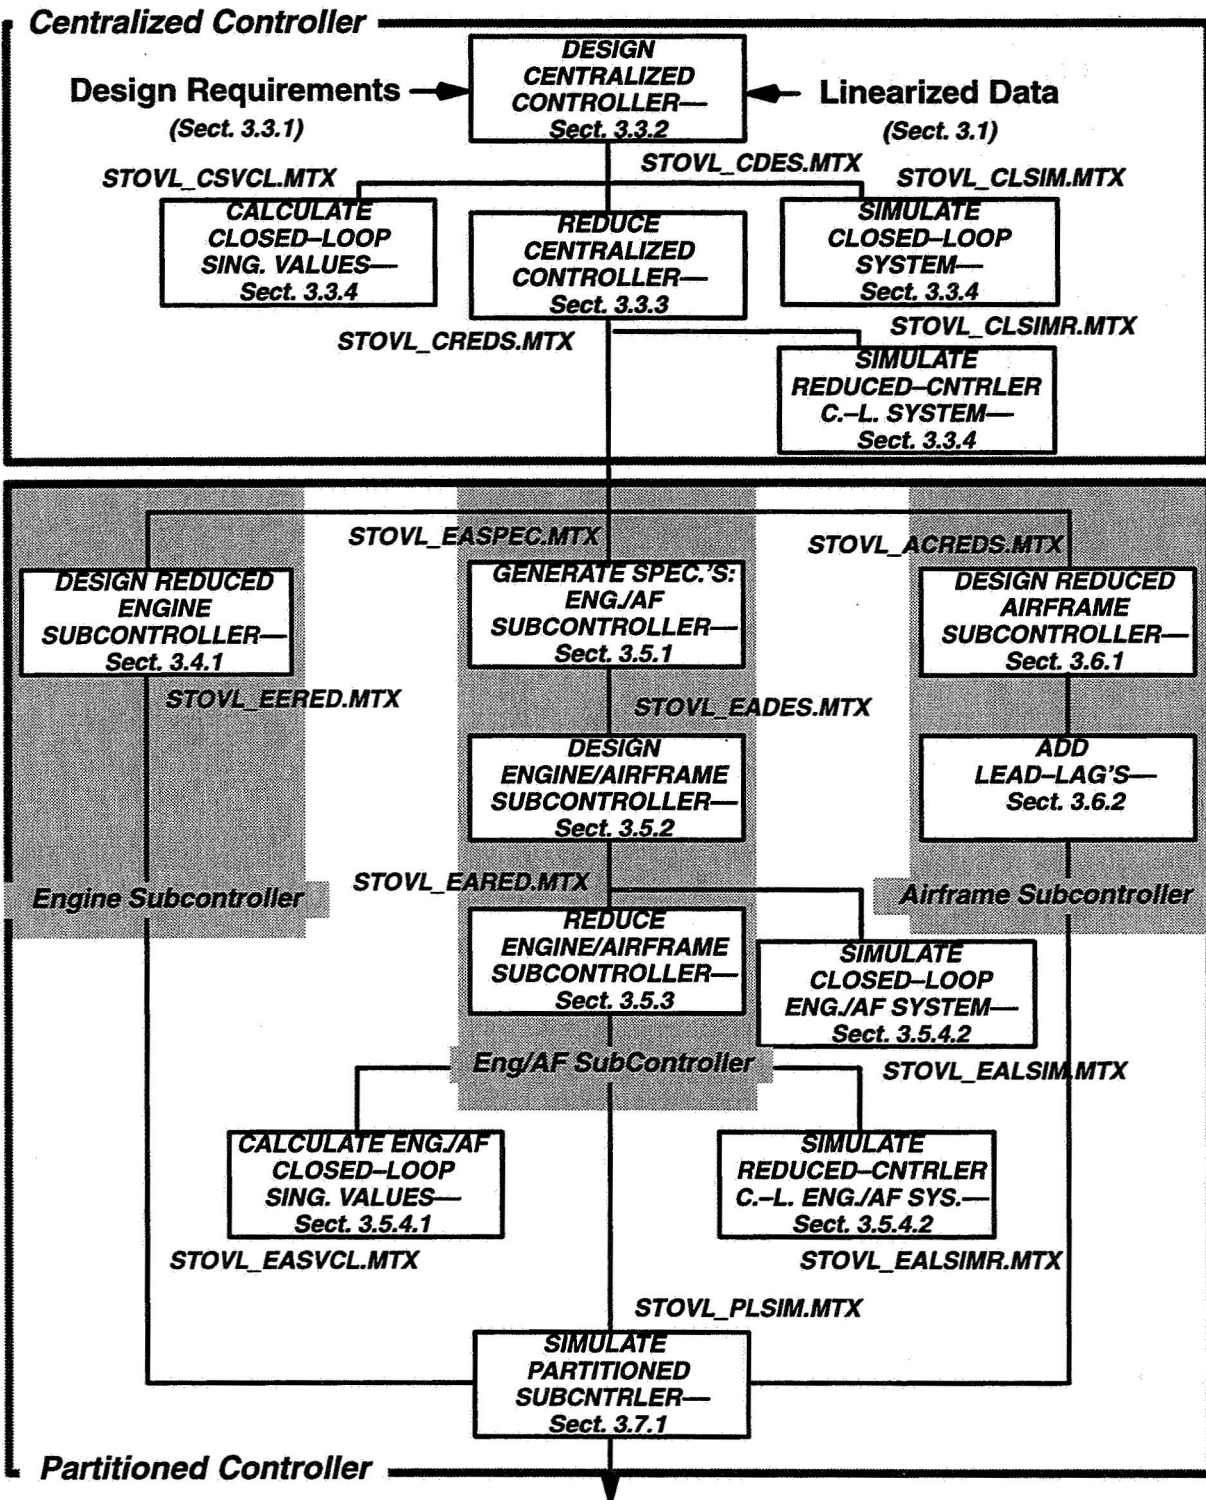 Centralized Controller
DESIGN
CENTRALIZED
CONTROLLER—
Sect. 3.3.2
Design Requirements
(Sect. 3.3.1)
Linearized Data
(Sect. 3.1)
STOVL_CSVCL.MTX
STOVL_CDES.MTX
STOVL_CLSIM.MTX
CALCULATE
CLOSED–LOOP
SING. VALUES—
Sect. 3.3.4
REDUCE
CENTRALIZED
CONTROLLER—
Sect. 3.3.3
SIMULATE
CLOSED–LOOP
SYSTEM—
Sect. 3.3.4
STOVL_CREDS.MTX
STOVL_CLSIMR.MTX
SIMULATE
REDUCED–CNTRLER
C.–L. SYSTEM—
Sect. 3.3.4
STOVL_EASPEC.MTX
STOVL_ACREDS.MTX
DESIGN REDUCED
ENGINE
SUBCONTROLLER—
Sect. 3.4.1
GENERATE SPEC.'S:
ENG./AF
SUBCONTROLLER—
Sect. 3.5.1
DESIGN REDUCED
AIRFRAME
SUBCONTROLLER—
Sect. 3.6.1
STOVL_EERED.MTX
STOVL_EADES.MTX
DESIGN
ENGINE/AIRFRAME
SUBCONTROLLER—
Sect. 3.5.2
ADD
LEAD–LAG'S—
Sect. 3.6.2
STOVL_EARED.MTX
Engine Subcontroller
Airframe Subcontroller
REDUCE
ENGINE/AIRFRAME
SUBCONTROLLER—
Sect. 3.5.3
SIMULATE
CLOSED–LOOP
ENG./AF SYSTEM—
Sect. 3.5.4.2
Eng/AF SubController
STOVL_EALSIM.MTX
CALCULATE ENG./AF
CLOSED–LOOP
SING. VALUES—
Sect. 3.5.4.1
SIMULATE
REDUCED–CNTRLER
C.–L. ENG./AF SYS.—
Sect. 3.5.4.2
STOVL_EASVCL.MTX
STOVL_EALSIMR.MTX
STOVL_PLSIM.MTX
SIMULATE
PARTITIONED
SUBCNTRLER—
Sect. 3.7.1
Partitioned Controller